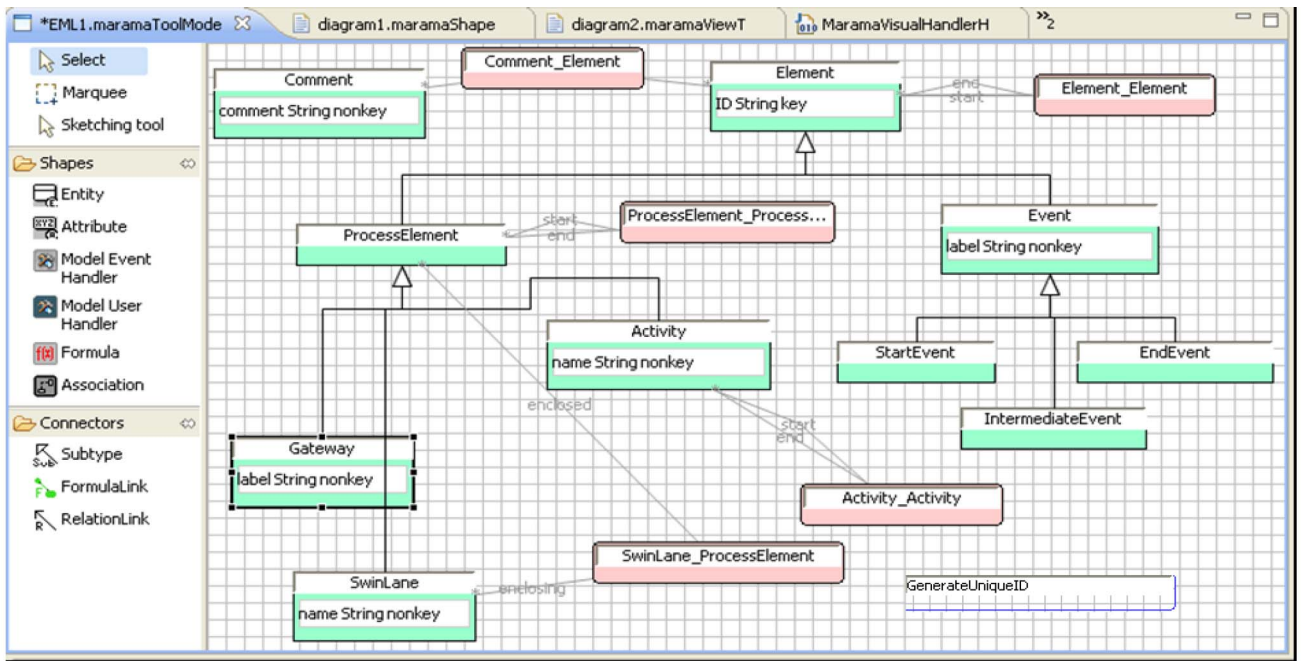 *EML1.maramaToolMode
diagram1.maramaShape
diagram2.maramaViewT
MaramaVisualHandlerH
»2
Select
Marquee
Sketching tool
Shapes
Entity
Attribute
Model Event
Handler
Model User
Handler
Formula
Association
Connectors
Subtype
FormulaLink
RelationLink
Comment
comment String nonkey
Comment_Element
Element
ID String key
end
start
Element_Element
ProcessElement
start
end
ProcessElement_Process...
Event
label String nonkey
Activity
name String nonkey
StartEvent
EndEvent
IntermediateEvent
enclosed
start
end
Gateway
label String nonkey
Activity_Activity
SwinLane_ProcessElement
SwinLane
name String nonkey
enclosing
GenerateUniqueID